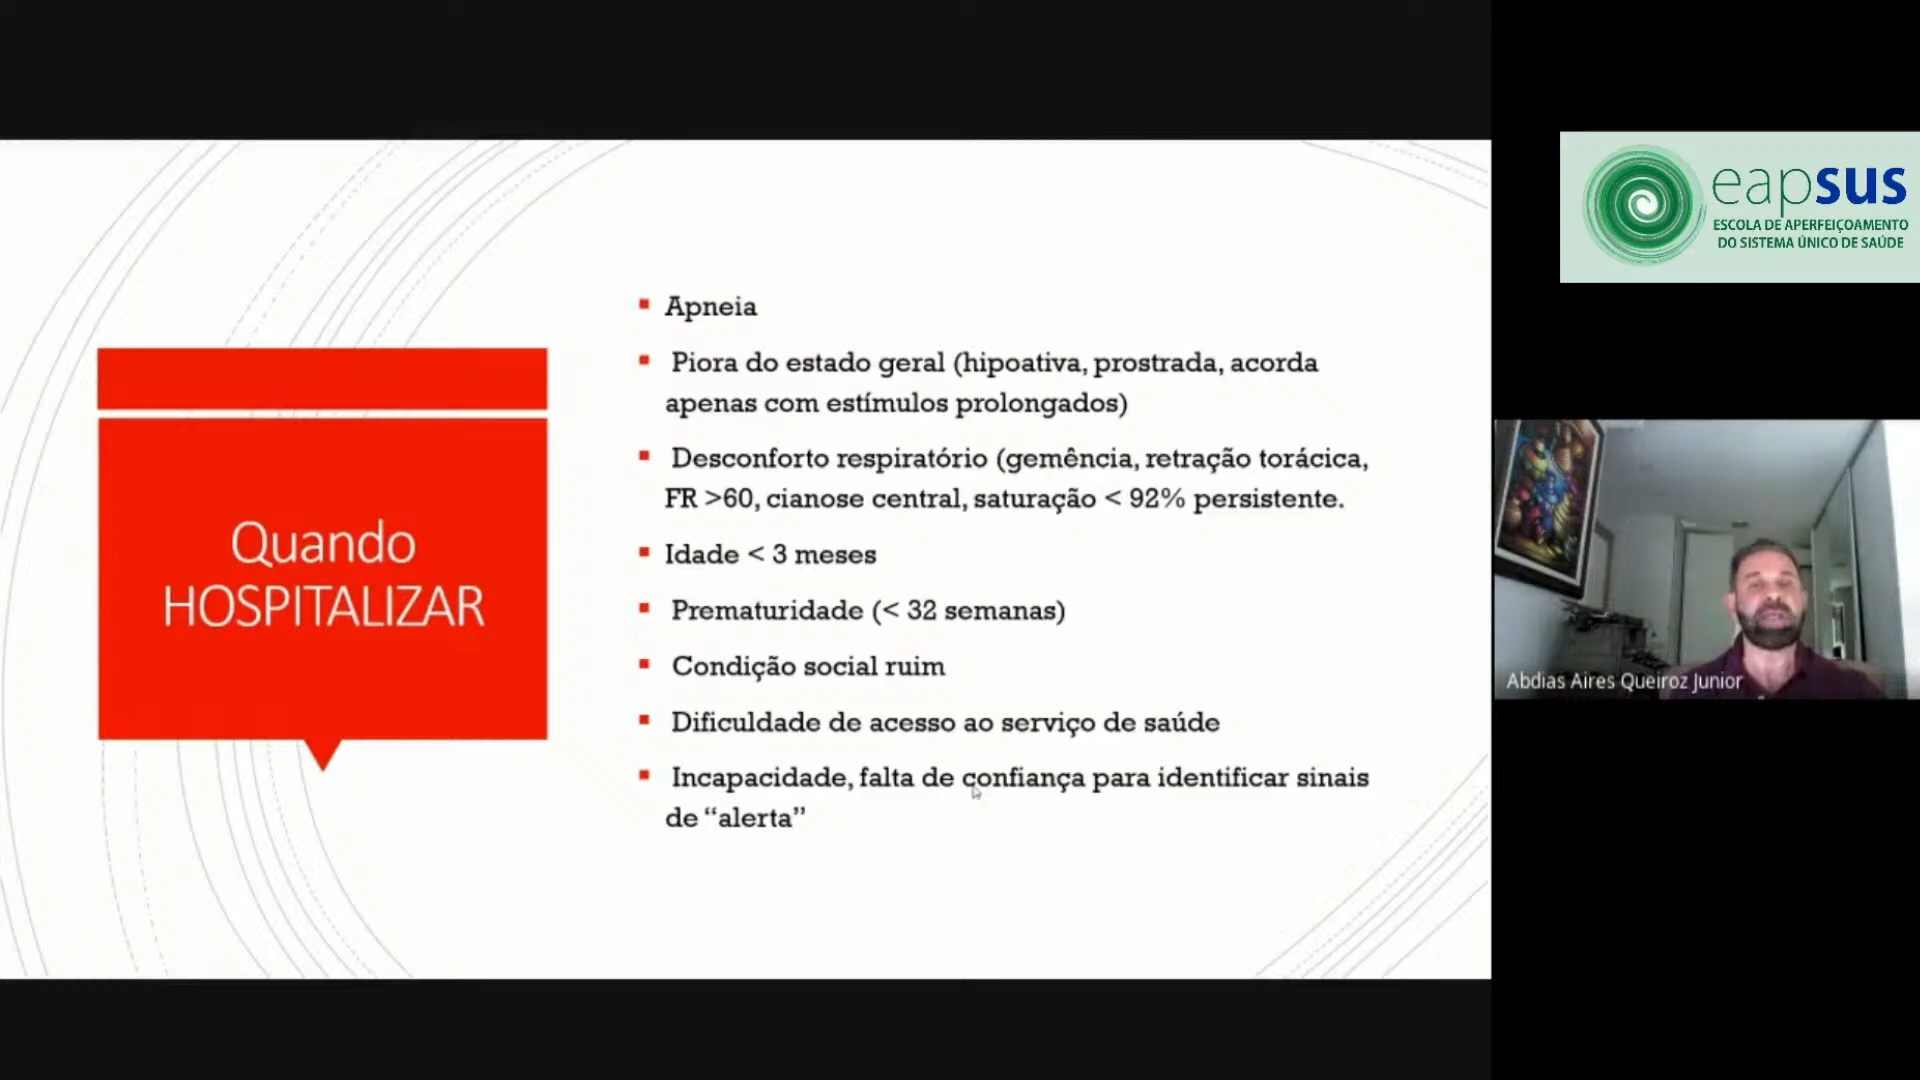 Quando
HOSPITALIZAR
▪ Apneia
▪ Piora do estado geral (hipoativa, prostrada, acorda
apenas com estímulos prolongados)
▪ Desconforto respiratório (gemência, retração torácica,
FR >60, cianose central, saturação < 92% persistente.
▪ Idade < 3 meses
▪ Prematuridade (< 32 semanas)
▪ Condição social ruim
▪ Dificuldade de acesso ao serviço de saúde
▪ Incapacidade, falta de confiança para identificar sinais
de “alerta”
eapsus
ESCOLA DE APERFEIÇOAMENTO
DO SISTEMA ÚNICO DE SAÚDE
Abdias Aires Queiroz Junior